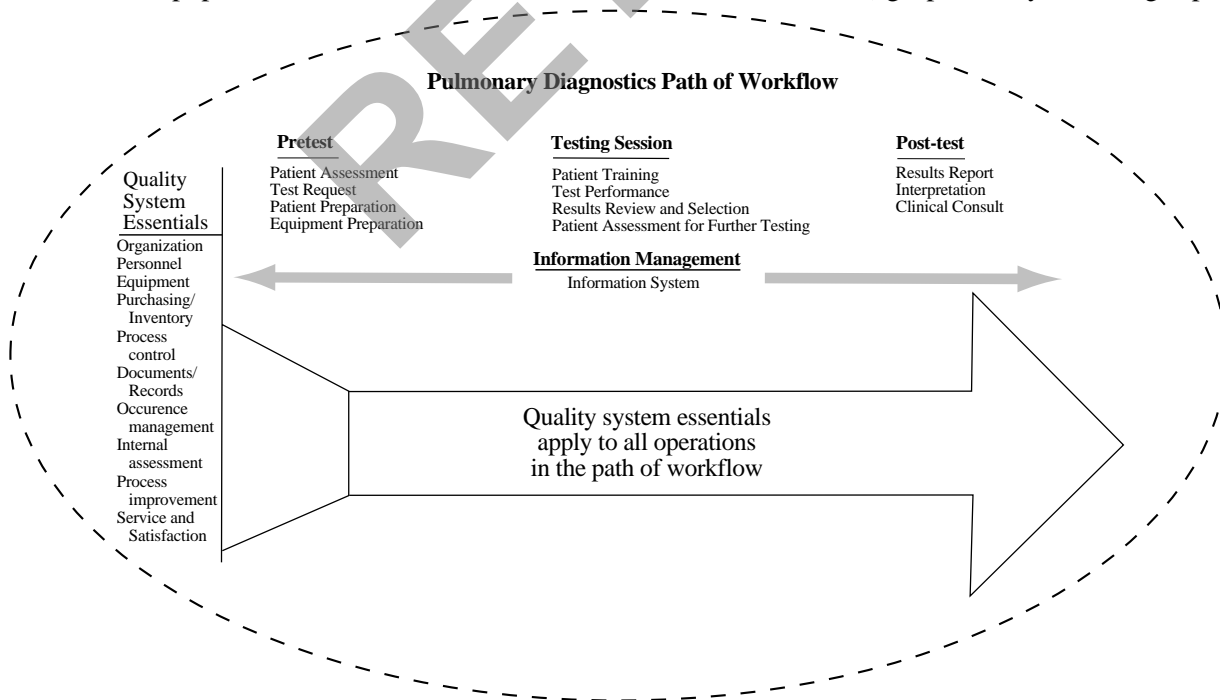 Pulmonary Diagnostics Path of Workflow
Pretest
Patient Assessment
Test Request
Patient Preparation
Equipment Preparation
Testing Session
Patient Training
Test Performance
Results Review and Selection
Patient Assessment for Further Testing
Post-test
Results Report
Interpretation
Clinical Consult
Information Management
Information System
Quality
System
Essentials
Organization
Personnel
Equipment
Purchasing/
Inventory
Process
control
Documents/
Records
Occurence
management
Internal
assessment
Process
improvement
Service and
Satisfaction
Quality system essentials
apply to all operations
in the path of workflow